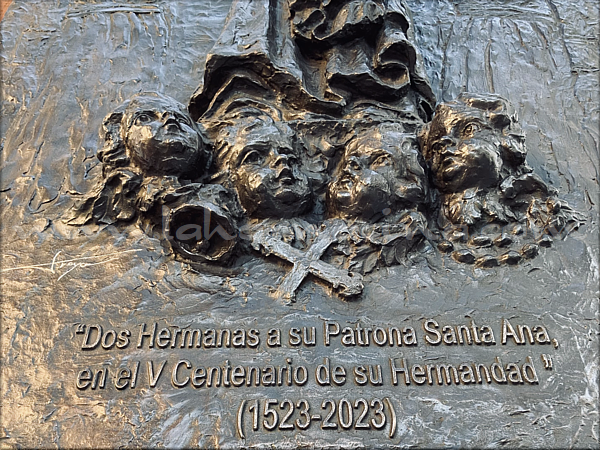 “Dos Hermanas a su Patrona Santa Ana,
en el V Centenario de su Hermandad”
(1523-2023)